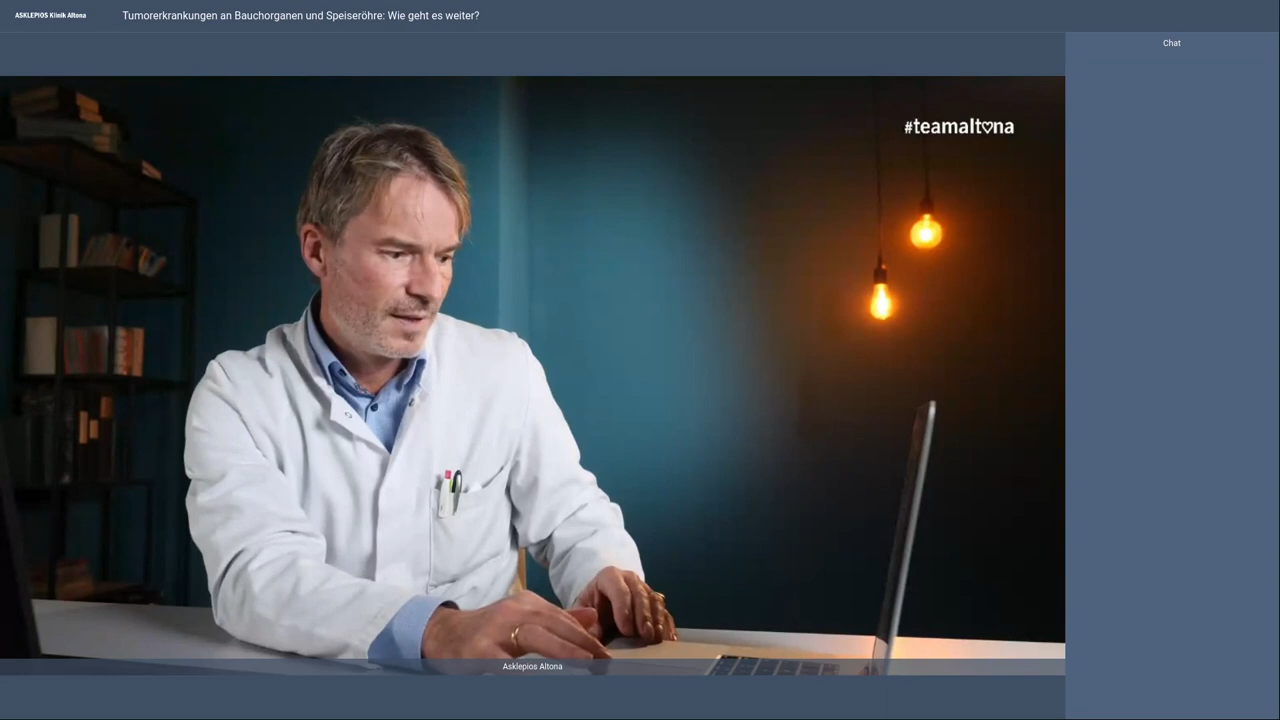 ASKLEPIOS Klinik Altona
Tumorerkrankungen an Bauchorganen und Speiseröhre: Wie geht es weiter?
Chat
#teamaltona
Asklepios Altona